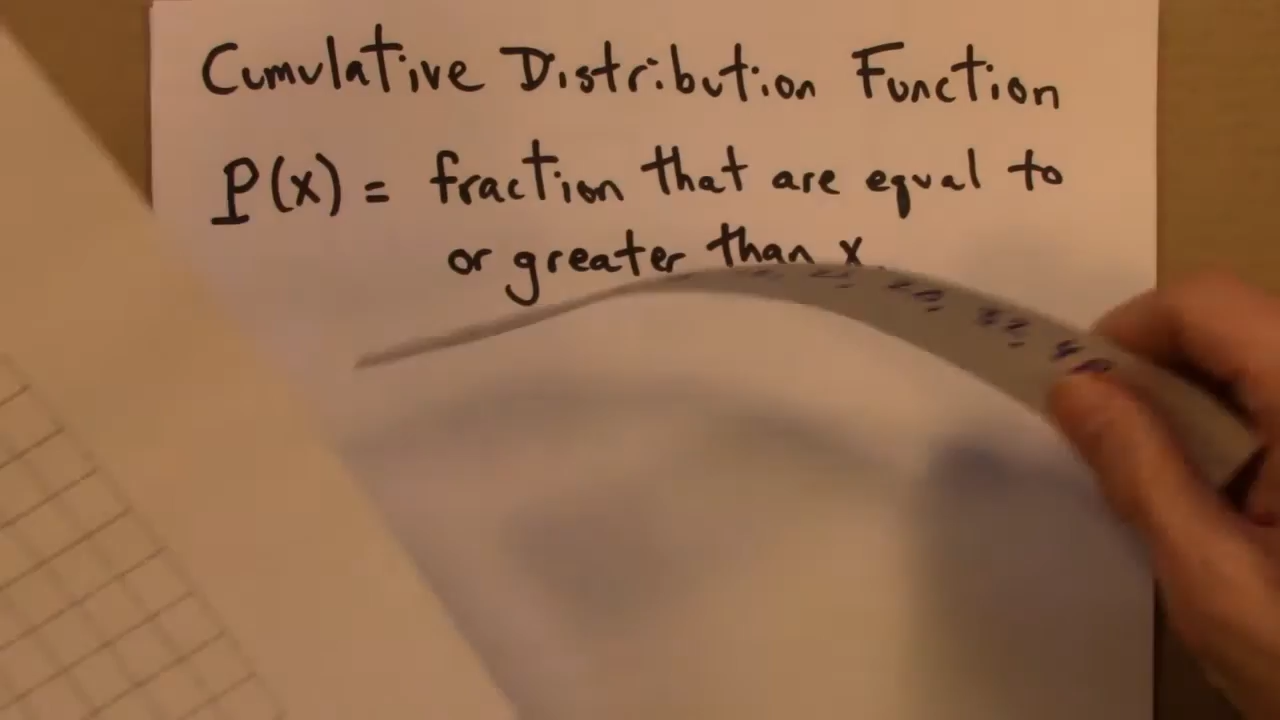 Cumulative Distribution Function
P(x) = fraction that are equal to
or greater than x